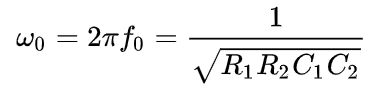 ω₀ = 2πf₀ = 1 / √(R₁R₂C₁C₂)